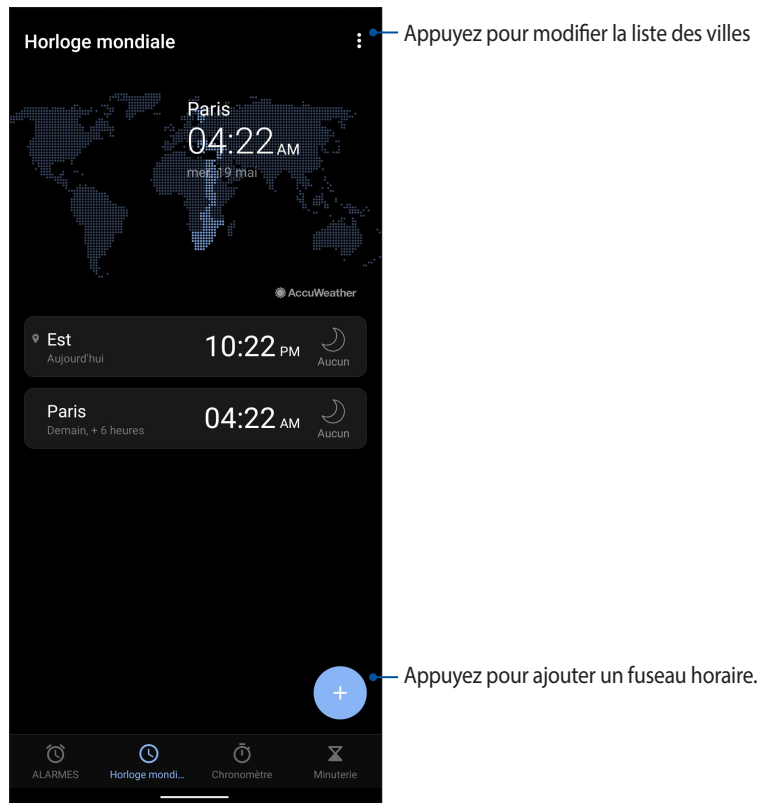 Horloge mondiale
Appuyez pour modifier la liste des villes
Paris
04:22 AM
mer. 19 mai
AccuWeather
Est
Aujourd'hui
10:22 PM
Aucun
Paris
Demain, + 6 heures
04:22 AM
Aucun
Appuyez pour ajouter un fuseau horaire.
ALARMES
Horloge mondi...
Chronomètre
Minuterie